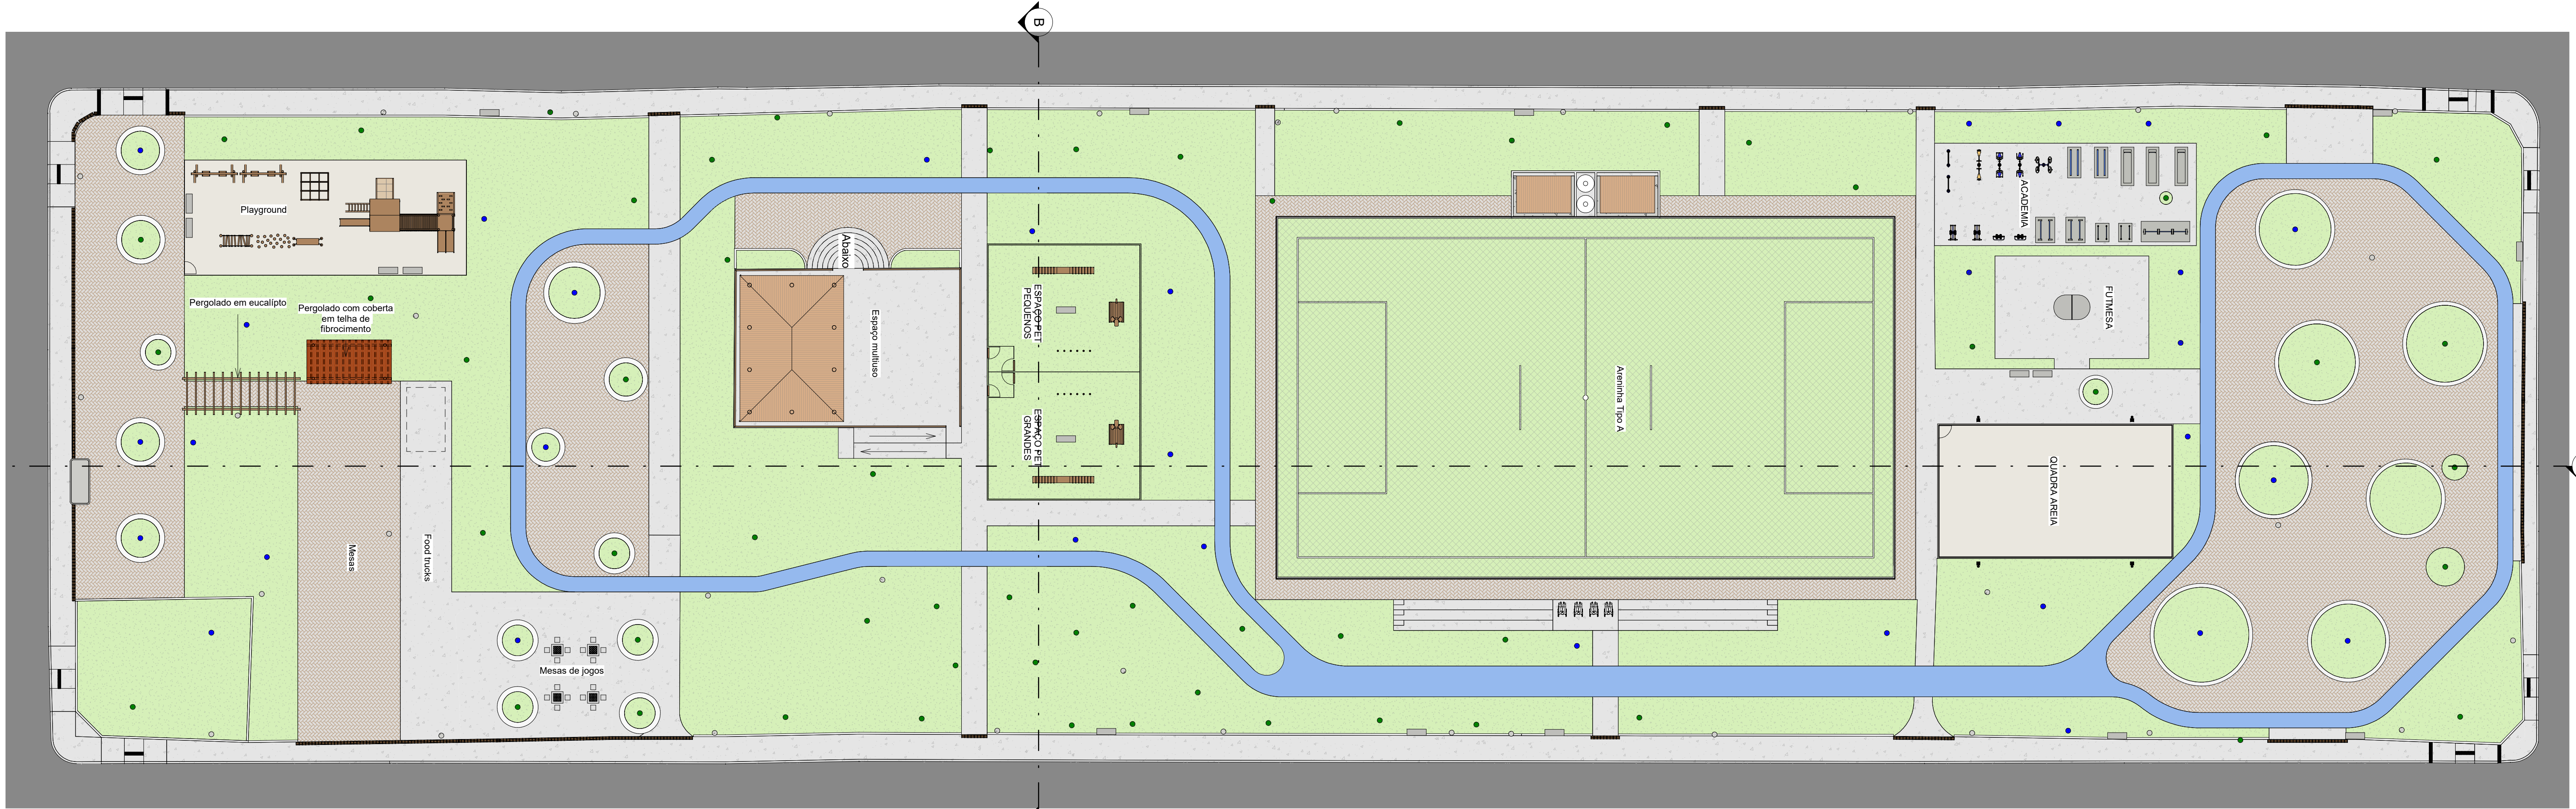 B
Playground
Pergolado em eucalípto
Pergolado com coberta
em telha de
fibrocimento
Abaixo
Espaço multiuso
ESPAÇO PET
PEQUENOS
ESPAÇO PET
GRANDES
Areninha Tipo A
ACADEMIA
FUTMESA
QUADRA AREIA
Mesas
Food trucks
Mesas de jogos